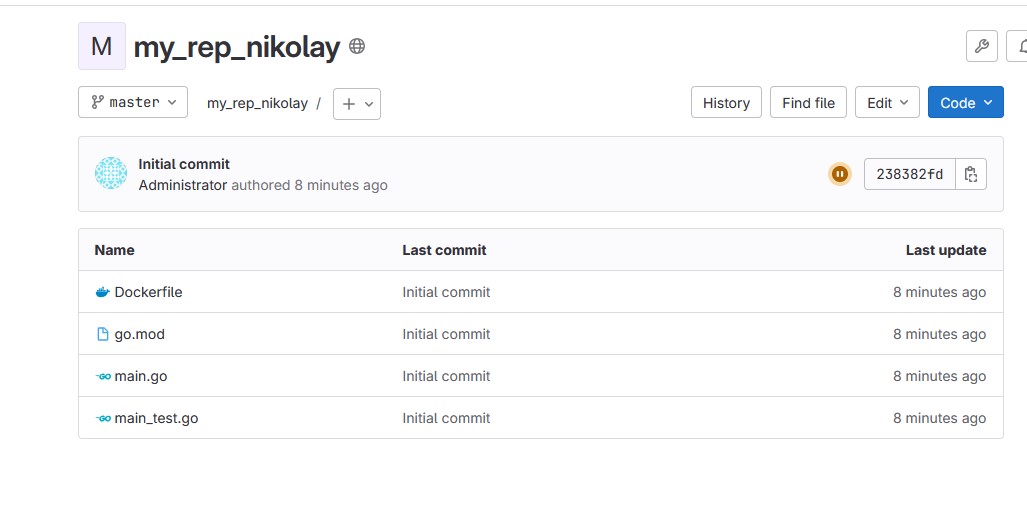 M my_rep_nikolay
master my_rep_nikolay / + History Find file Edit Code
Initial commit
Administrator authored 8 minutes ago
238382fd
Name Last commit Last update
Dockerfile Initial commit 8 minutes ago
go.mod Initial commit 8 minutes ago
GO main.go Initial commit 8 minutes ago
GO main_test.go Initial commit 8 minutes ago